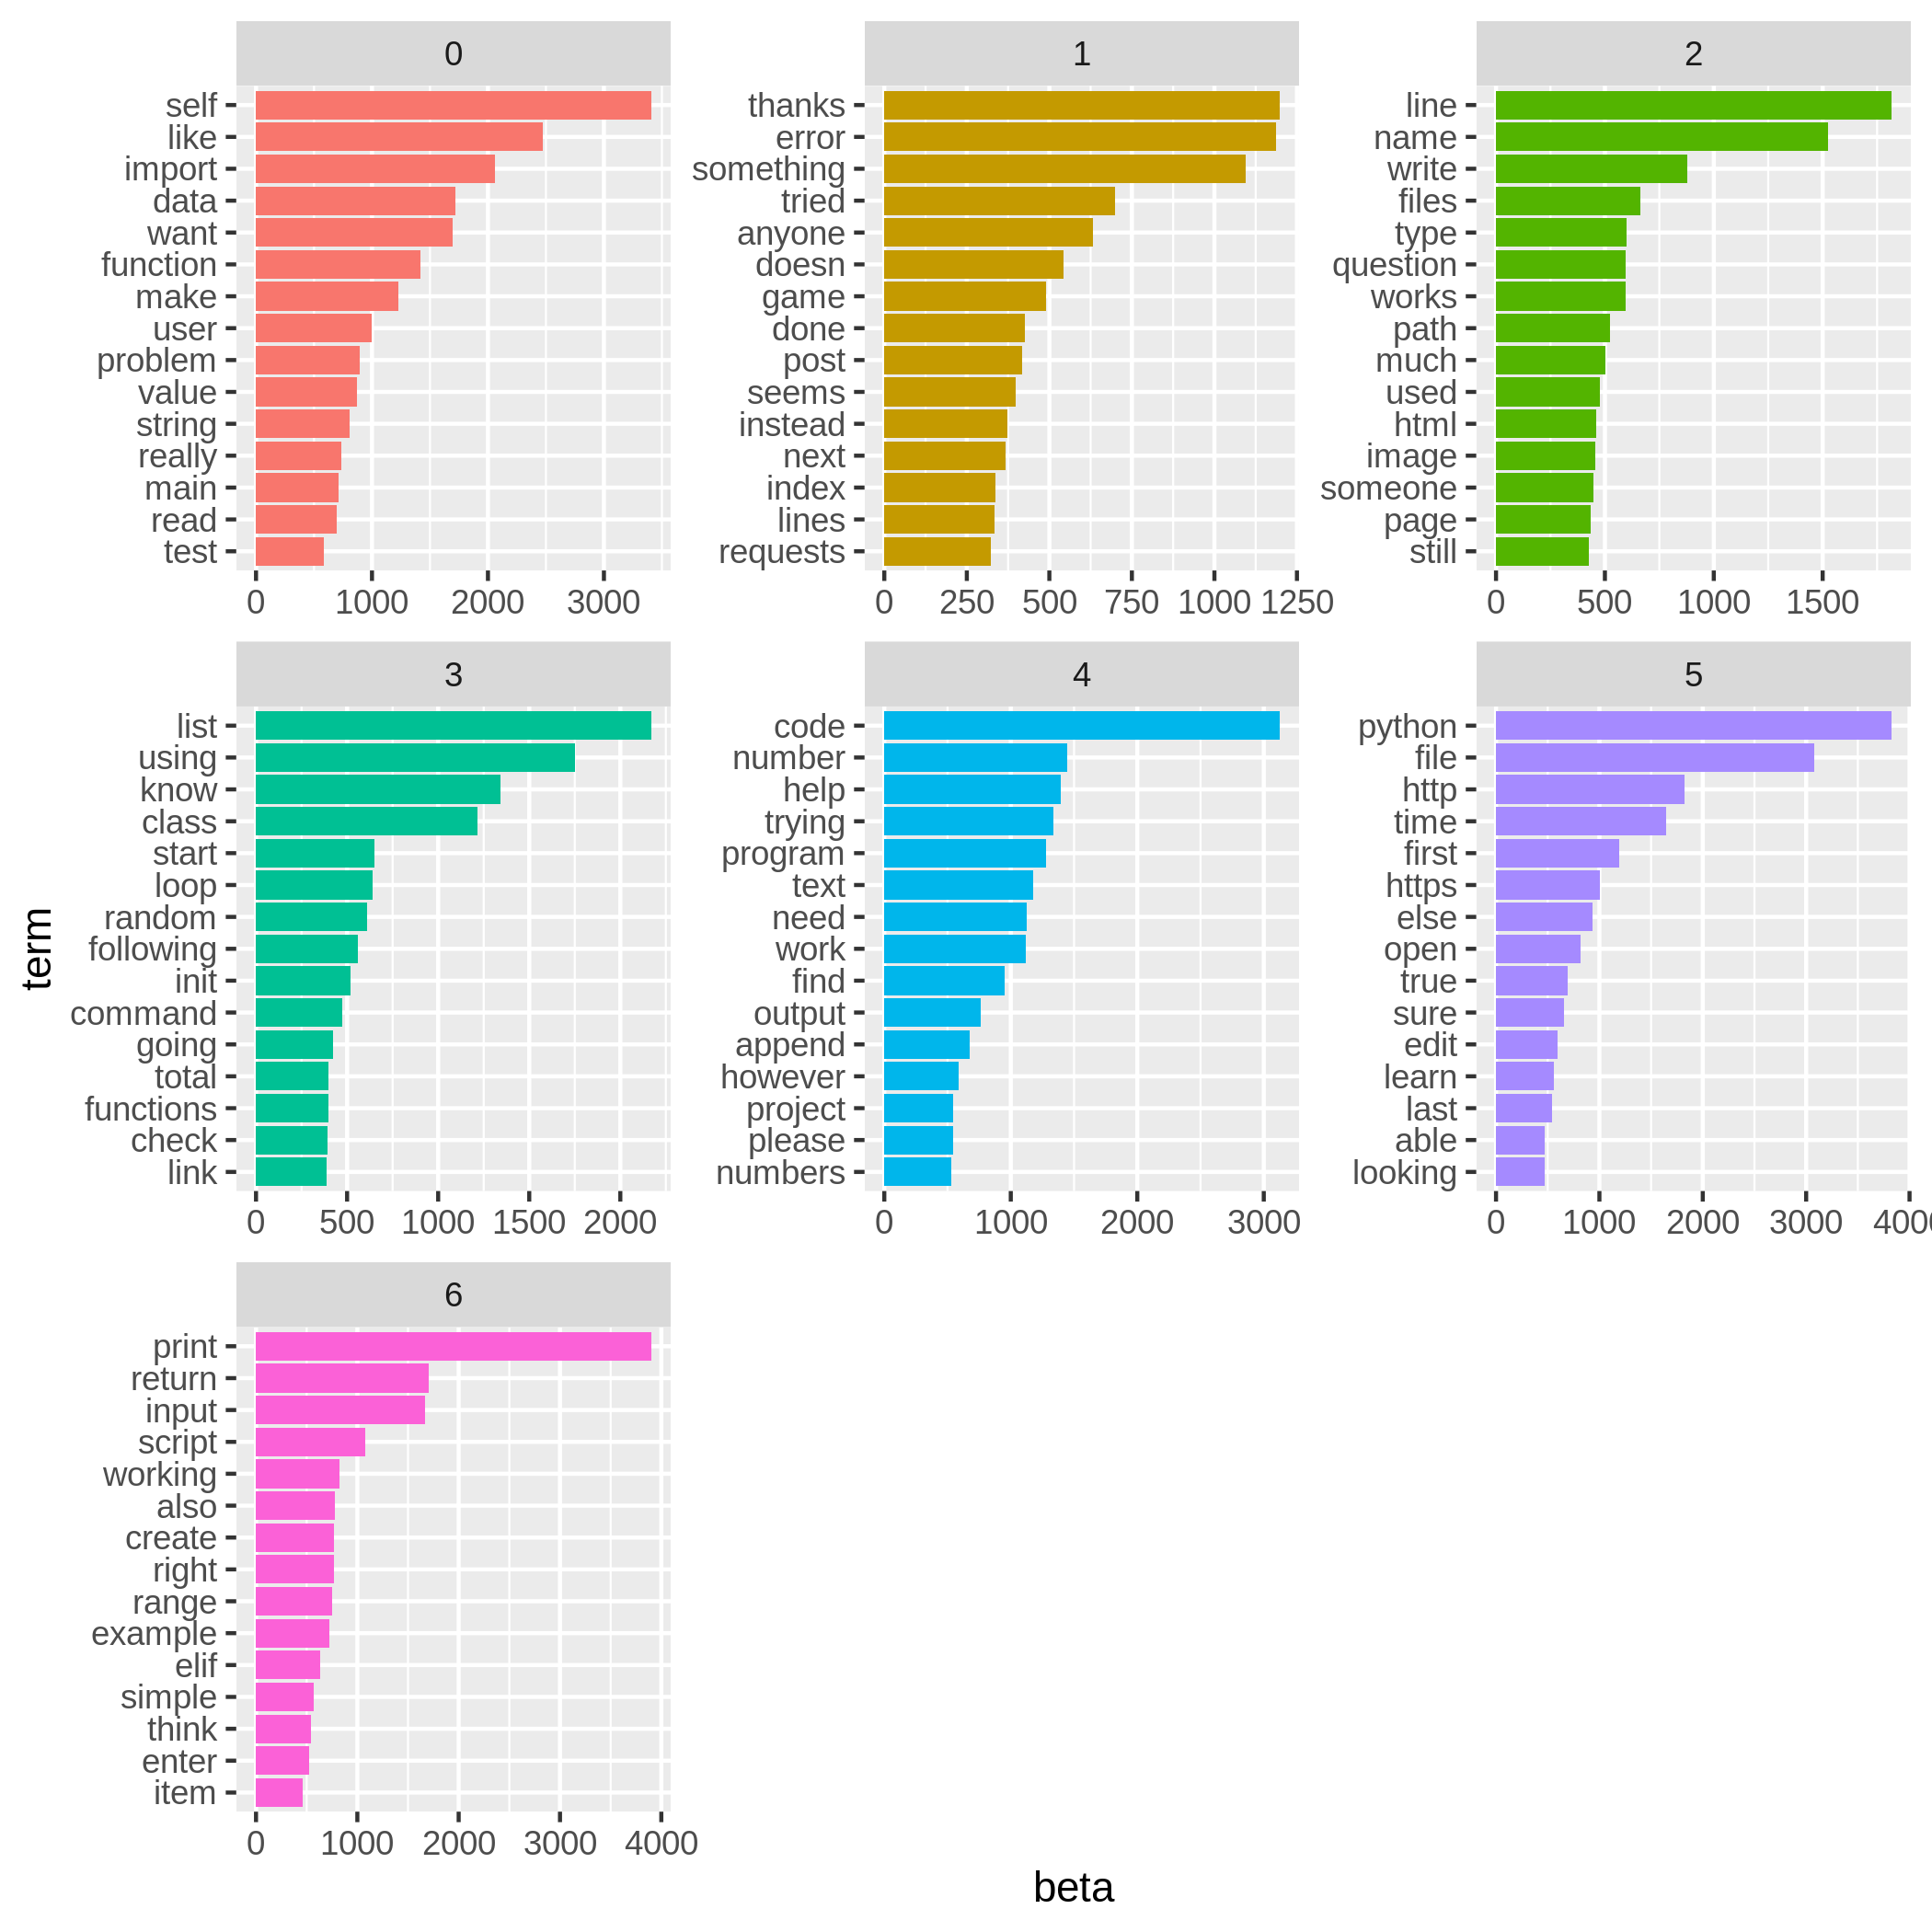 0
self
like
import
data
want
function
make
user
problem
value
string
really
main
read
test
0 1000 2000 3000
1
thanks
error
something
tried
anyone
doesn
game
done
post
seems
instead
next
index
lines
requests
0 250 500 750 1000 1250
2
line
name
write
files
type
question
works
path
much
used
html
image
someone
page
still
0 500 1000 1500
3
list
using
know
class
start
loop
random
following
init
command
going
total
functions
check
link
0 500 1000 1500 2000
4
code
number
help
trying
program
text
need
work
find
output
append
however
project
please
numbers
0 1000 2000 3000
5
python
file
http
time
first
https
else
open
true
sure
edit
learn
last
able
looking
0 1000 2000 3000 4000
6
print
return
input
script
working
also
create
right
range
example
elif
simple
think
enter
item
0 1000 2000 3000 4000
term
beta